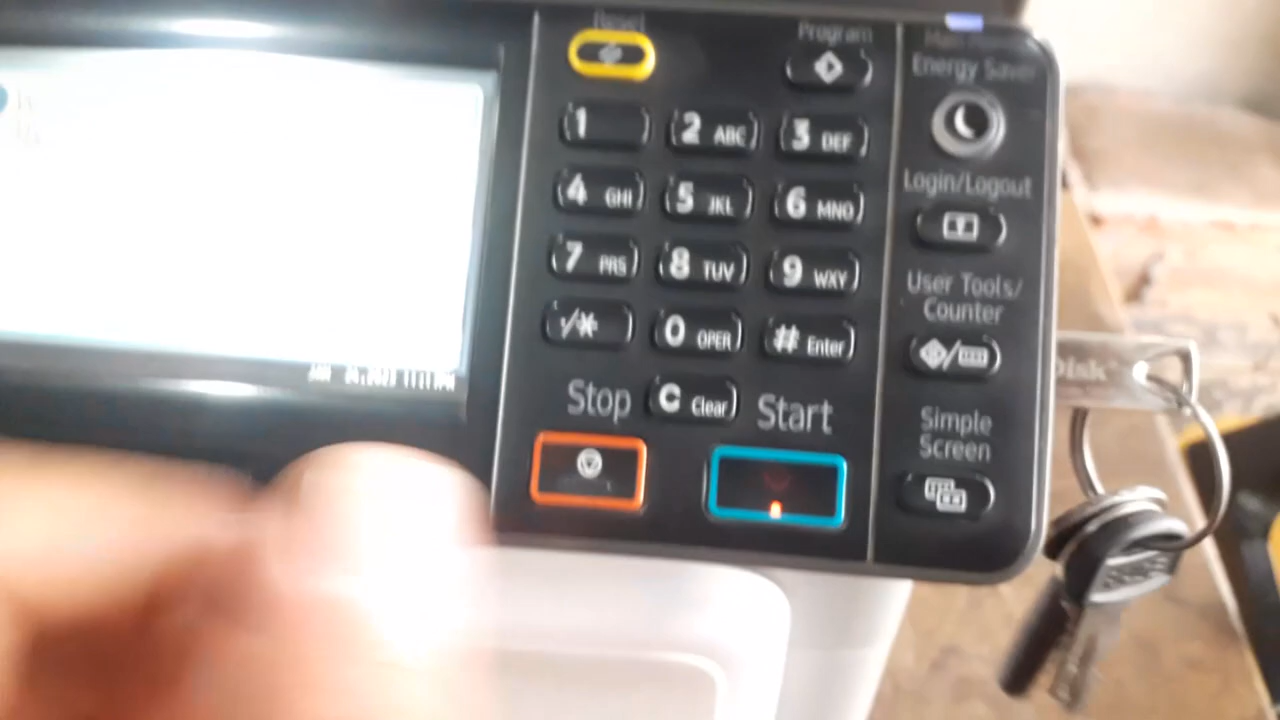 Reset
Program
Energy Saver
1
2 ABC
3 DEF
Login/Logout
4 GHI
5 JKL
6 MNO
7 PRS
8 TUV
9 WXY
User Tools/
Counter
./*
0 OPER
# Enter
Stop
C Clear
Start
Simple
Screen
Disk